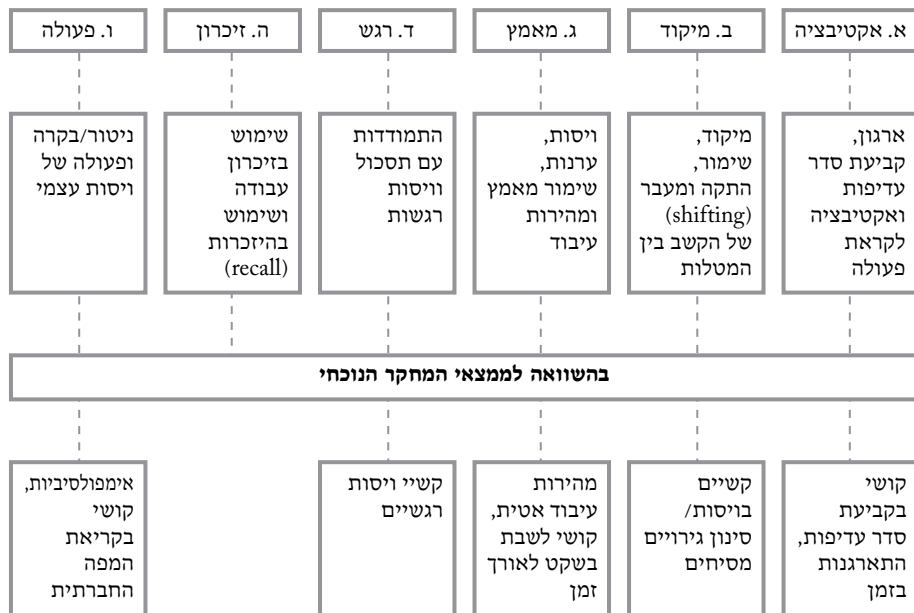 א. אקטיבציה
ב. מיקוד
ג. מאמץ
ד. רגש
ה. זיכרון
ו. פעולה
ארגון,
קביעת סדר
עדיפות
ואקטיבציה
לקראת
פעולה
מיקוד,
שימור,
התקה ומעבר
(shifting)
של הקשב בין
המטלות
ויסות,
ערנות,
שימור מאמץ
ומהירות
עיבוד
התמודדות
עם תסכול
וויסות
רגשות
שימוש
בזיכרון
עבודה
ושימוש
בהיזכרות
(recall)
ניטור/בקרה
ופעולה של
ויסות עצמי
בהשוואה לממצאי המחקר הנוכחי
קושי
בקביעת
סדר עדיפות,
התארגנות
בזמן
קשיים
בויסות/
סינון גירויים
מסיחים
מהירות
עיבוד אטית,
קושי לשבת
בשקט לאורך
זמן
קשיי ויסות
רגשיים
אימפולסיביות,
קושי
בקריאת
המפה
החברתית